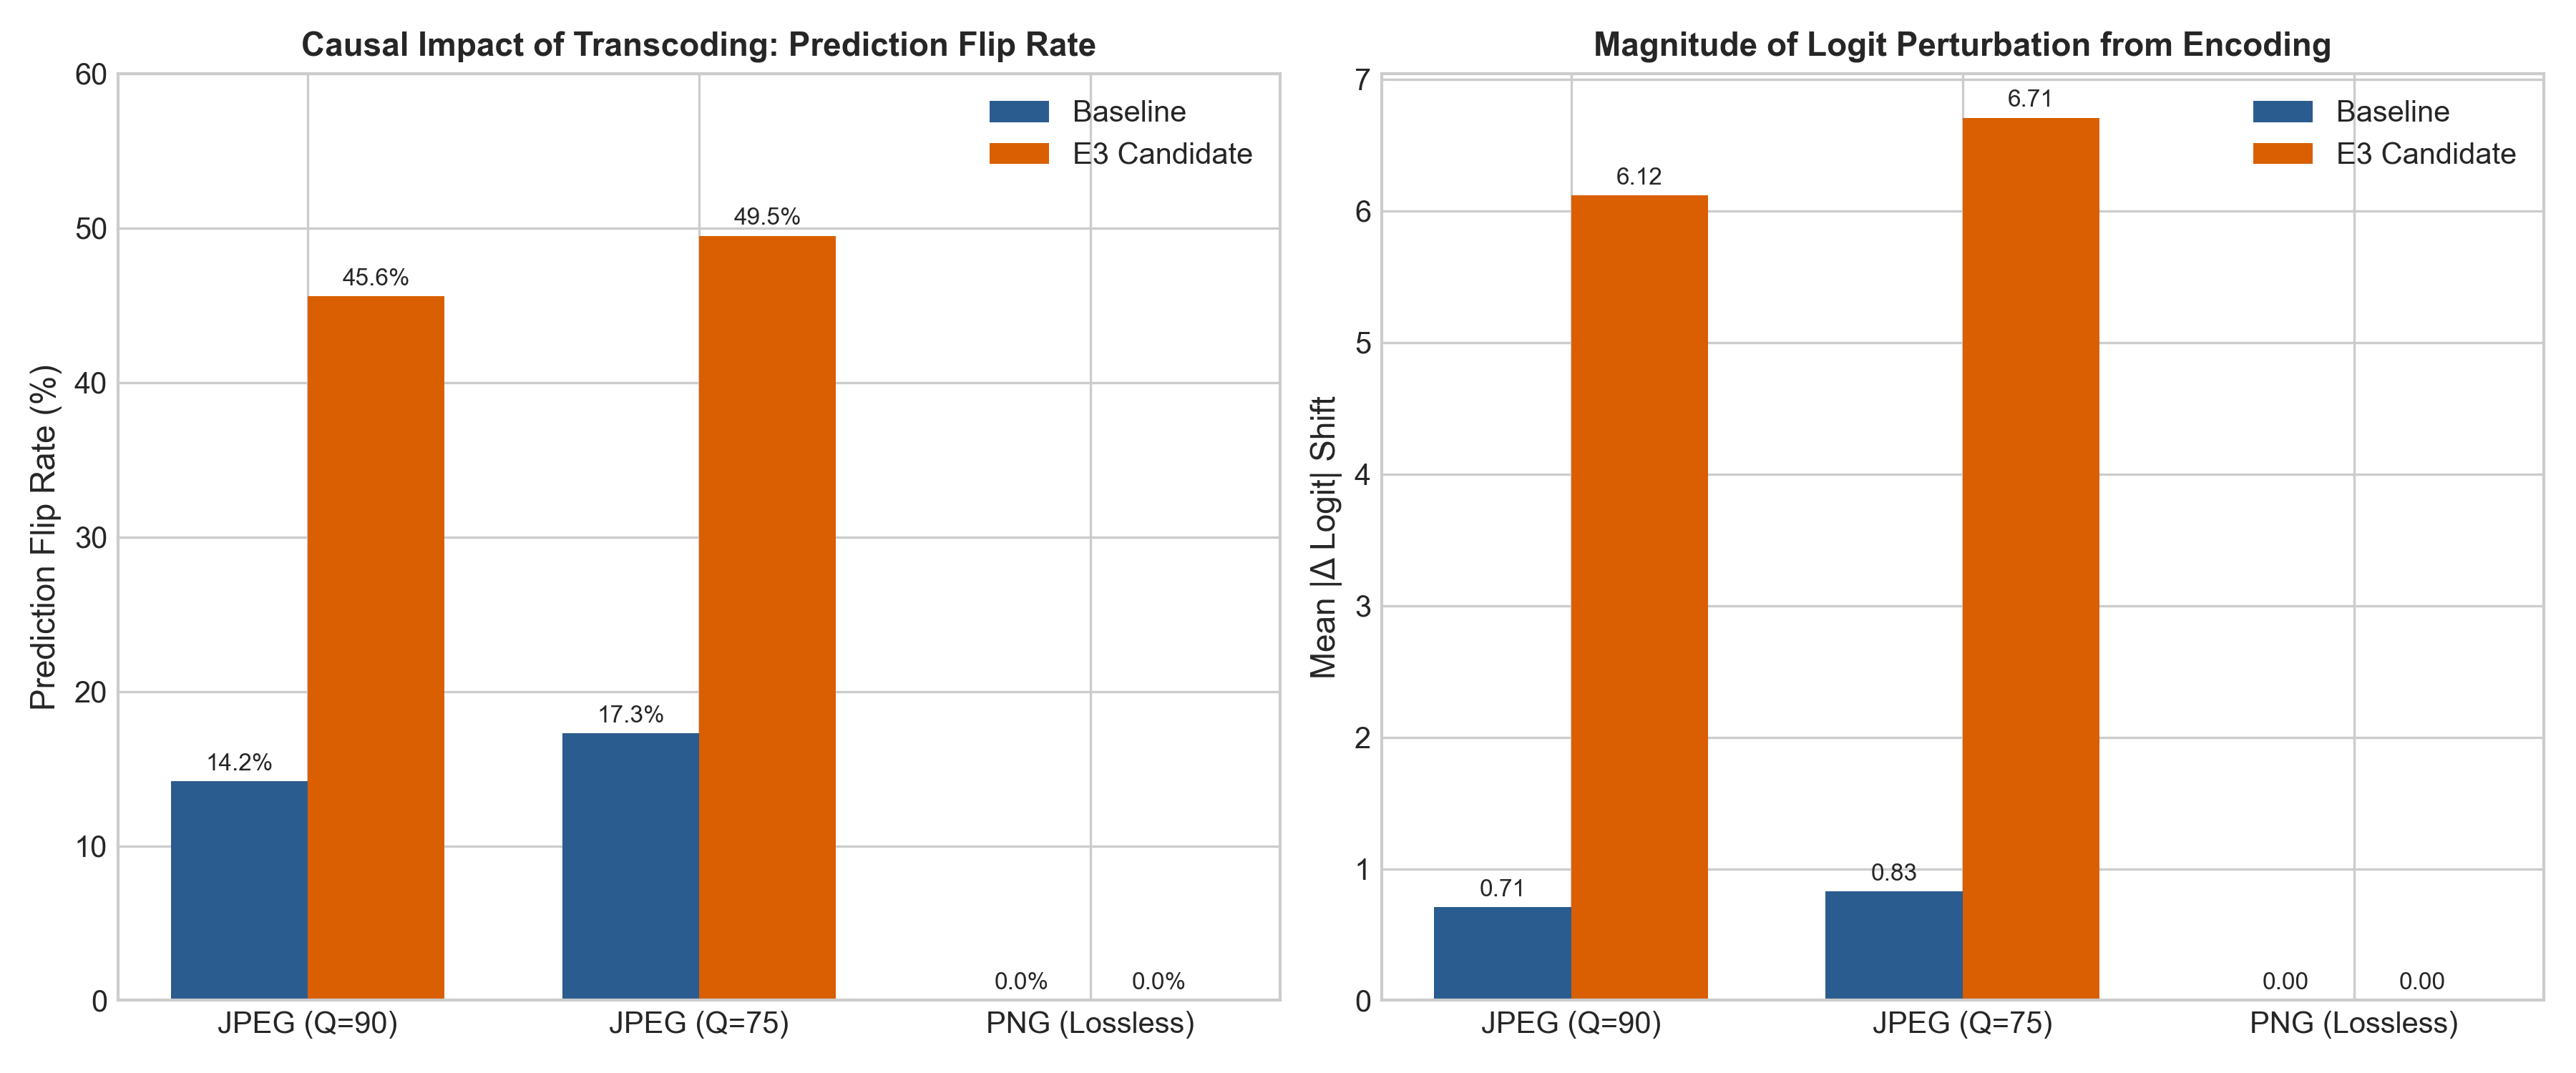 Causal Impact of Transcoding: Prediction Flip Rate
Prediction Flip Rate (%)
60
50
40
30
20
10
0
Baseline
E3 Candidate
14.2%
45.6%
17.3%
49.5%
0.0%
0.0%
JPEG (Q=90)
JPEG (Q=75)
PNG (Lossless)
Magnitude of Logit Perturbation from Encoding
Mean |Δ Logit| Shift
7
6
5
4
3
2
1
0
Baseline
E3 Candidate
0.71
6.12
0.83
6.71
0.00
0.00
JPEG (Q=90)
JPEG (Q=75)
PNG (Lossless)